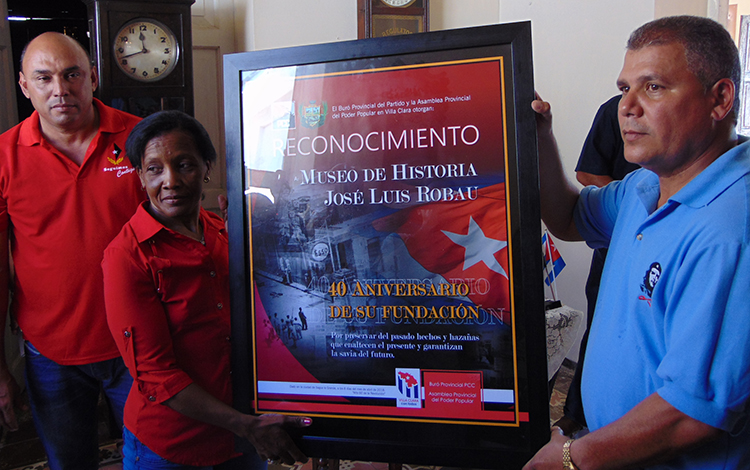 El Buró Provincial del Partido y la Asamblea Provincial
del Poder Popular en Villa Clara otorgan:
RECONOCIMIENTO
MUSEO DE HISTORIA
JOSÉ LUIS ROBAU
40 ANIVERSARIO
DE SU FUNDACIÓN
Por preservar del pasado hechos y hazañas
que enaltecen el presente y garantizan
la savia del futuro.
Buró Provincial PCC
Asamblea Provincial
del Poder Popular
VILLA CLARA